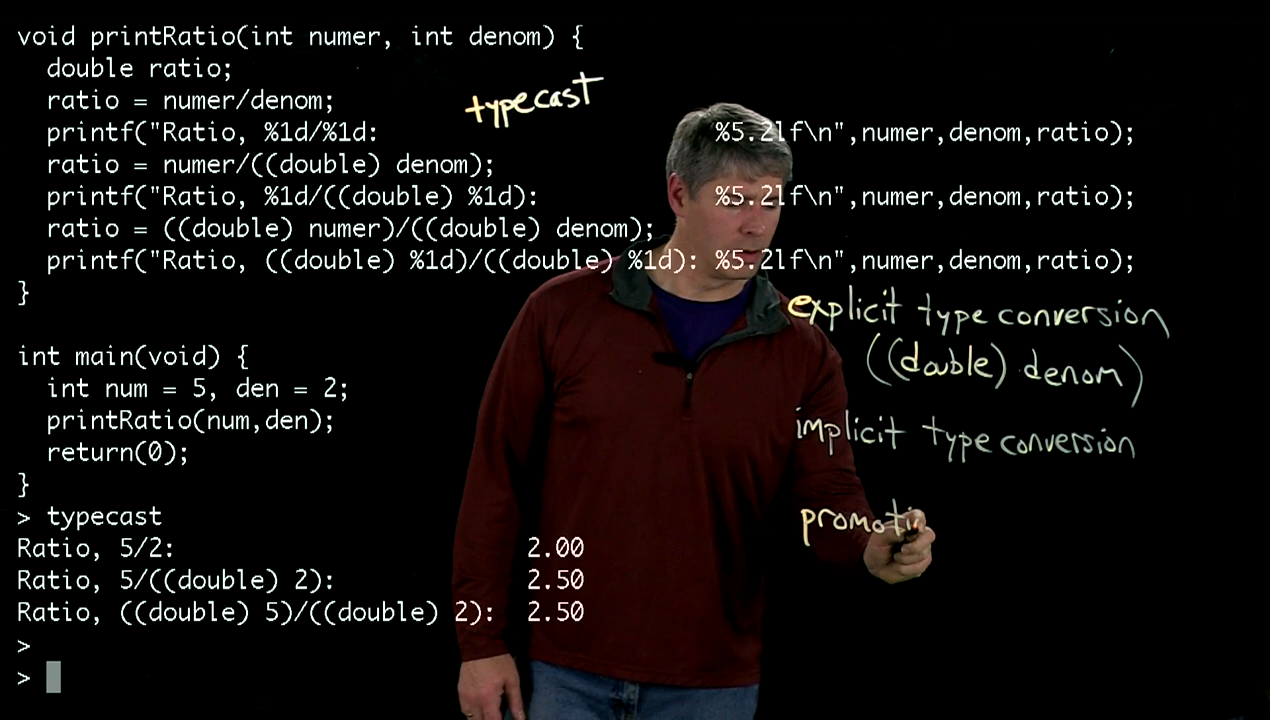 void printRatio(int numer, int denom) {
double ratio;
typecast
ratio = numer/denom;
printf("Ratio, %1d/%1d: %5.2lf\n",numer,denom,ratio);
ratio = numer/((double) denom);
printf("Ratio, %1d/((double) %1d): %5.2lf\n",numer,denom,ratio);
ratio = ((double) numer)/((double) denom);
printf("Ratio, ((double) %1d)/((double) %1d): %5.2lf\n",numer,denom,ratio);
}
explicit type conversion
((double) denom)
implicit type conversion
promoti
int main(void) {
int num = 5, den = 2;
printRatio(num,den);
return(0);
}
> typecast
Ratio, 5/2: 2.00
Ratio, 5/((double) 2): 2.50
Ratio, ((double) 5)/((double) 2): 2.50
>
>